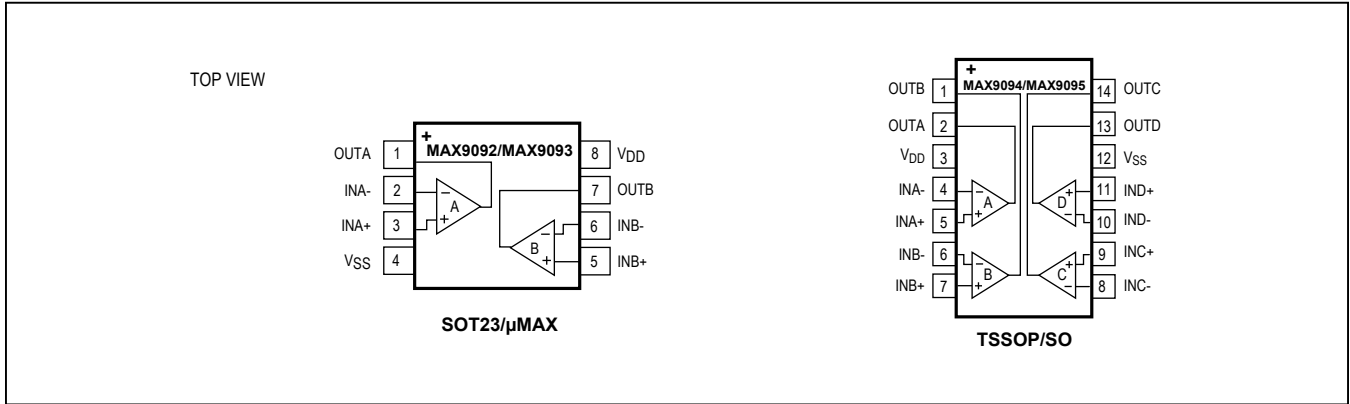 TOP VIEW
+
MAX9092/MAX9093
OUTA 1
INA- 2
INA+ 3
VSS 4
8 VDD
7 OUTB
6 INB-
5 INB+
− + A
− + B
SOT23/µMAX
+
MAX9094/MAX9095
OUTB 1
OUTA 2
VDD 3
INA- 4
INA+ 5
INB- 6
INB+ 7
14 OUTC
13 OUTD
12 VSS
11 IND+
10 IND-
9 INC+
8 INC-
− + A
− + B
D + −
C + −
TSSOP/SO